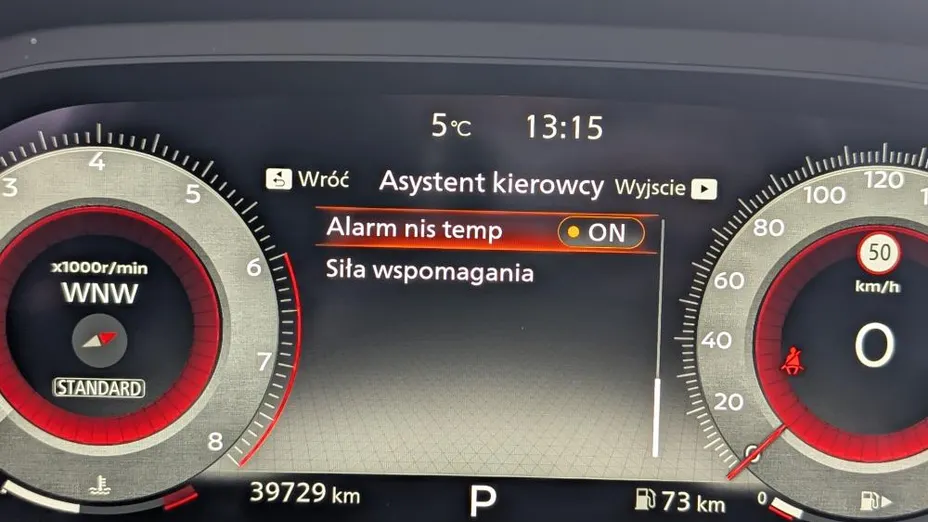 5°C 13:15
Wróć Asystent kierowcy Wyjscie
Alarm nis temp ON
Siła wspomagania
3 4 5 6 7 8
x1000r/min
WNW
STANDARD
0 20 40 60 80 100 120
50
km/h
0
39729 km P 73 km 0